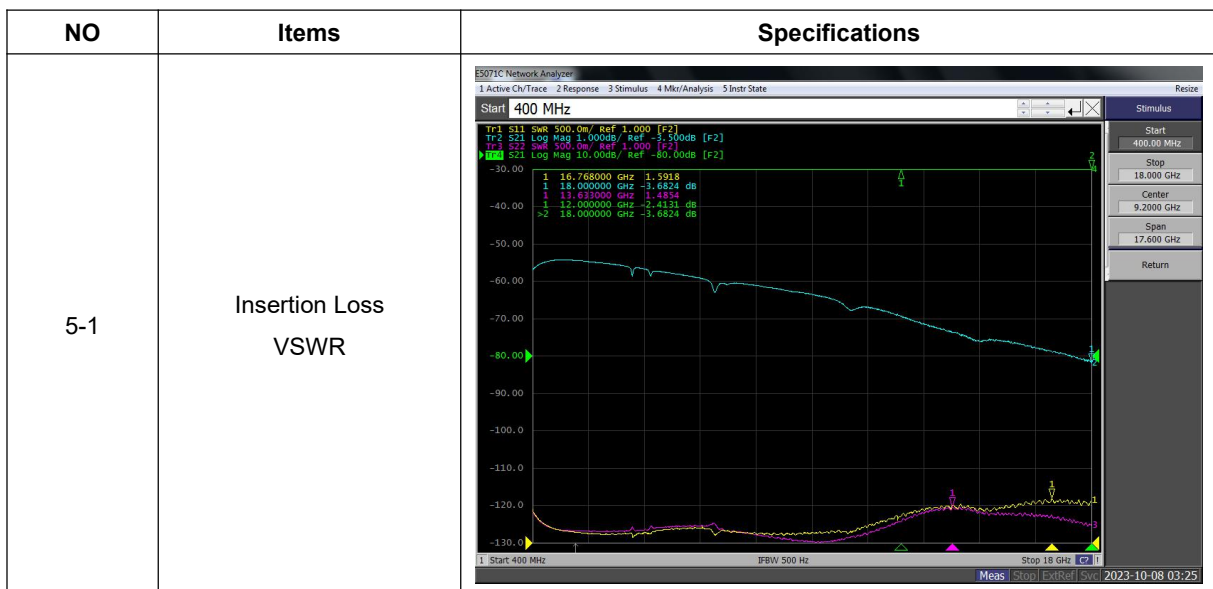 NO Items Specifications
5-1
Insertion Loss
VSWR
E5071C Network Analyzer
1 Active Ch/Trace 2 Response 3 Stimulus 4 Mkr/Analysis 5 Instr State Resize
Start 400 MHz
Stimulus
Start
400.00 MHz
Stop
18.000 GHz
Center
9.2000 GHz
Span
17.600 GHz
Return
Tr1 S11 SWR 500.0m/ Ref 1.000 [F2]
Tr2 S21 Log Mag 1.000dB/ Ref -3.500dB [F2]
Tr3 S22 SWR 500.0m/ Ref 1.000 [F2]
Tr4 S21 Log Mag 10.00dB/ Ref -80.00dB [F2]
1 16.768000 GHz 1.5918
1 18.000000 GHz -3.6824 dB
1 13.633000 GHz 1.4854
1 12.000000 GHz -2.4131 dB
>2 18.000000 GHz -3.6824 dB
-30.00
-40.00
-50.00
-60.00
-70.00
-80.00
-90.00
-100.0
-110.0
-120.0
-130.0
1 Start 400 MHz IFBW 500 Hz Stop 18 GHz C? !
Meas Stop ExtRef Svc 2023-10-08 03:25